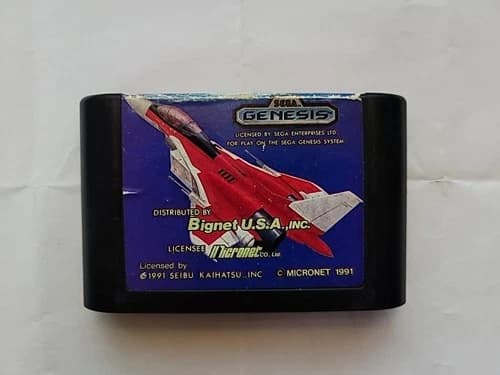 SEGA
GENESIS
LICENSED BY SEGA ENTERPRISES LTD.
FOR PLAY ON THE SEGA GENESIS SYSTEM
DISTRIBUTED BY
Bignet U.S.A., INC.
LICENSEE Micronet CO., Ltd.
Licensed by
©1991 SEIBU KAIHATSU., INC © MICRONET 1991